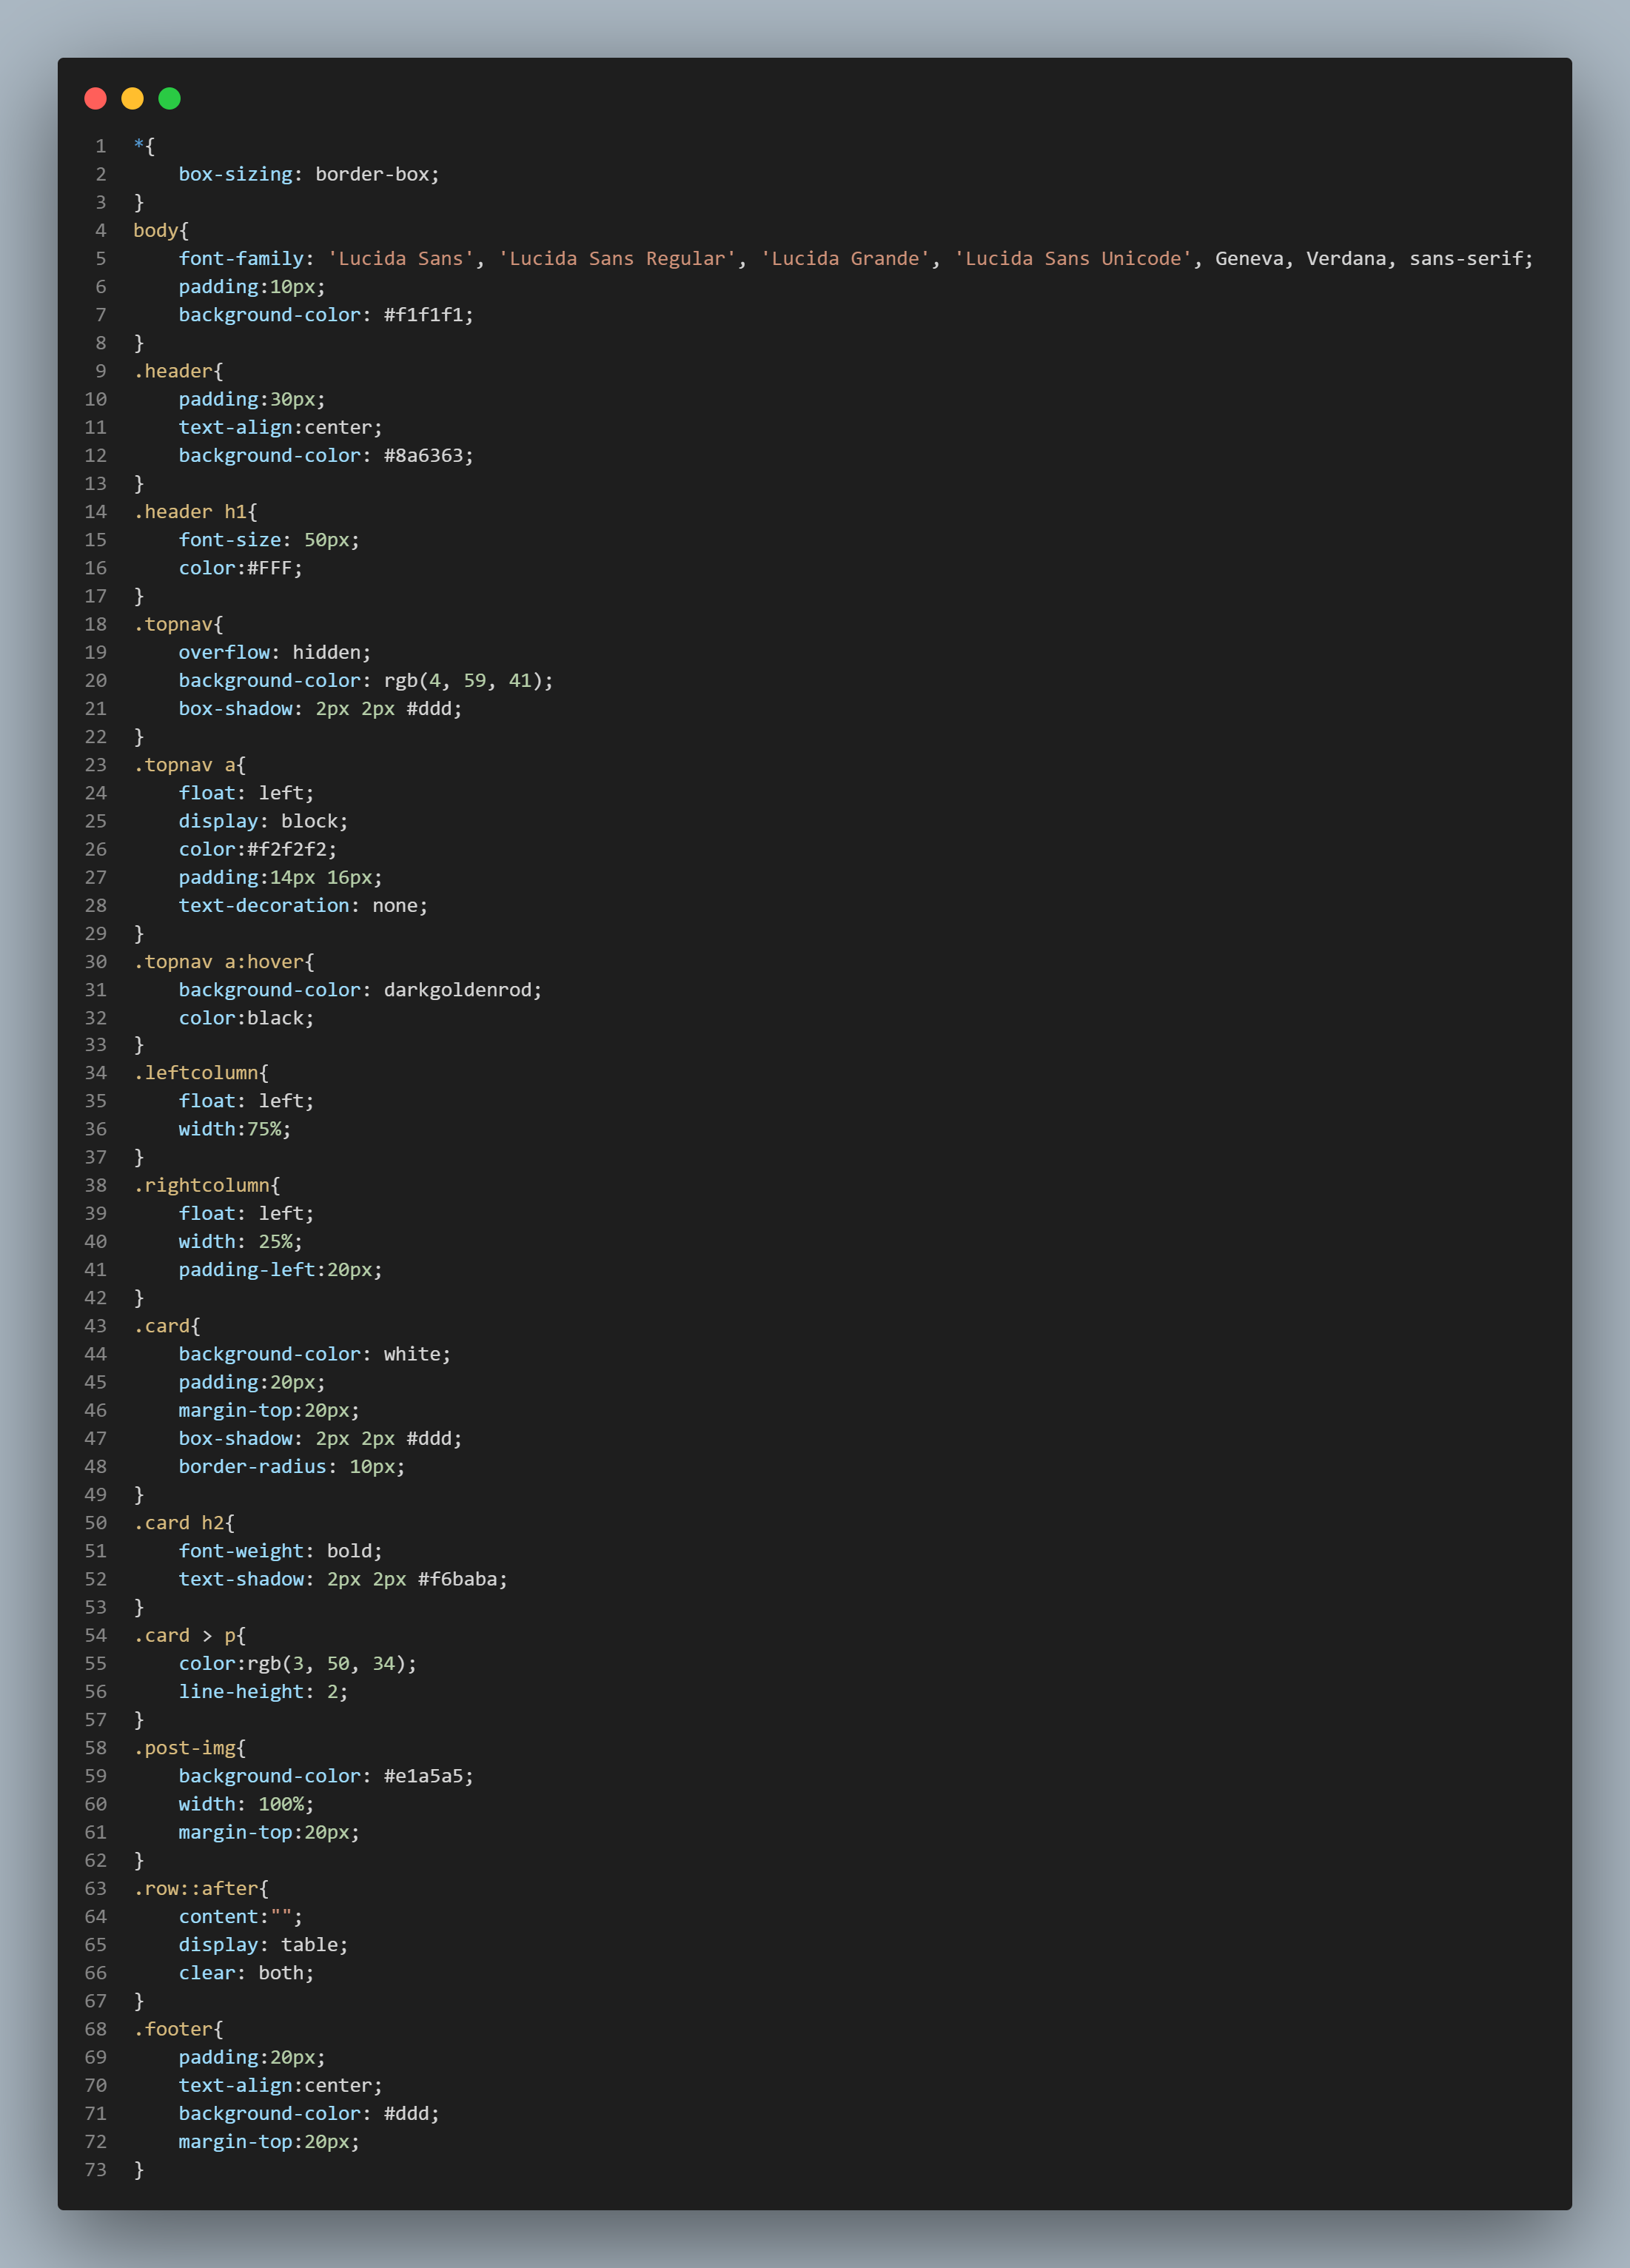 1 *{
2     box-sizing: border-box;
3 }
4 body{
5     font-family: 'Lucida Sans', 'Lucida Sans Regular', 'Lucida Grande', 'Lucida Sans Unicode', Geneva, Verdana, sans-serif;
6     padding:10px;
7     background-color: #f1f1f1;
8 }
9 .header{
10     padding:30px;
11     text-align:center;
12     background-color: #8a6363;
13 }
14 .header h1{
15     font-size: 50px;
16     color:#FFF;
17 }
18 .topnav{
19     overflow: hidden;
20     background-color: rgb(4, 59, 41);
21     box-shadow: 2px 2px #ddd;
22 }
23 .topnav a{
24     float: left;
25     display: block;
26     color:#f2f2f2;
27     padding:14px 16px;
28     text-decoration: none;
29 }
30 .topnav a:hover{
31     background-color: darkgoldenrod;
32     color:black;
33 }
34 .leftcolumn{
35     float: left;
36     width:75%;
37 }
38 .rightcolumn{
39     float: left;
40     width: 25%;
41     padding-left:20px;
42 }
43 .card{
44     background-color: white;
45     padding:20px;
46     margin-top:20px;
47     box-shadow: 2px 2px #ddd;
48     border-radius: 10px;
49 }
50 .card h2{
51     font-weight: bold;
52     text-shadow: 2px 2px #f6baba;
53 }
54 .card > p{
55     color:rgb(3, 50, 34);
56     line-height: 2;
57 }
58 .post-img{
59     background-color: #e1a5a5;
60     width: 100%;
61     margin-top:20px;
62 }
63 .row::after{
64     content:"";
65     display: table;
66     clear: both;
67 }
68 .footer{
69     padding:20px;
70     text-align:center;
71     background-color: #ddd;
72     margin-top:20px;
73 }